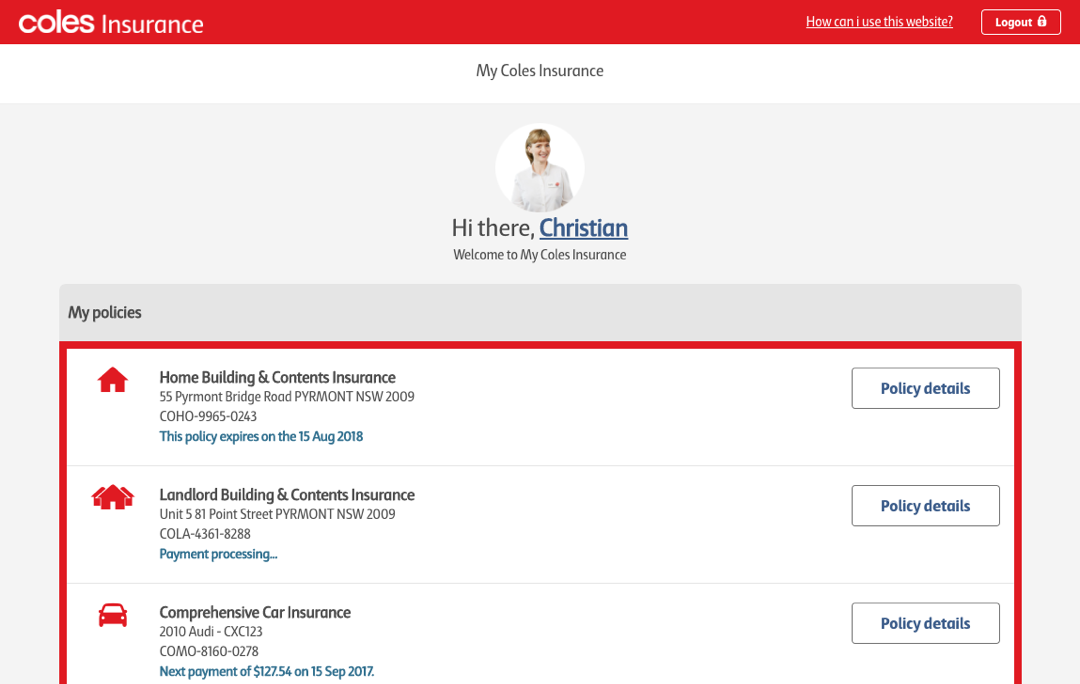 coles Insurance
How can i use this website?
Logout
My Coles Insurance
Hi there, Christian
Welcome to My Coles Insurance
My policies
Home Building & Contents Insurance
55 Pyrmont Bridge Road PYRMONT NSW 2009
COHO-9965-0243
This policy expires on the 15 Aug 2018
Policy details
Landlord Building & Contents Insurance
Unit 5 81 Point Street PYRMONT NSW 2009
COLA-4361-8288
Payment processing...
Policy details
Comprehensive Car Insurance
2010 Audi - CXC123
COMO-8160-0278
Next payment of $127.54 on 15 Sep 2017.
Policy details